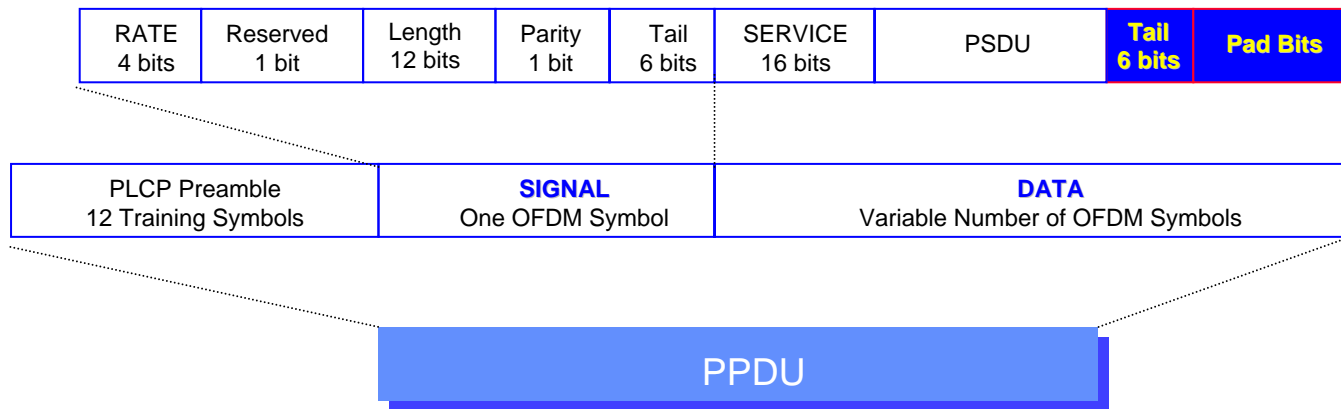 RATE
4 bits
Reserved
1 bit
Length
12 bits
Parity
1 bit
Tail
6 bits
SERVICE
16 bits
PSDU
Tail
6 bits
Pad Bits
PLCP Preamble
12 Training Symbols
SIGNAL
One OFDM Symbol
DATA
Variable Number of OFDM Symbols
PPDU